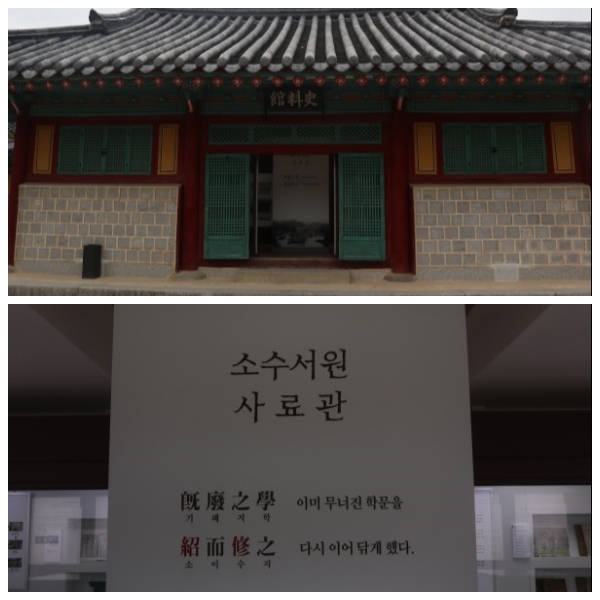 館料史
소수서원
사료관
旣廢之學 이미 무너진 학문을
기폐지학
紹而修之 다시 이어 닦게 했다.
소이수지